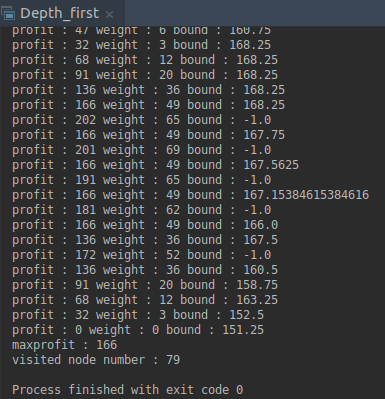 Depth_first ×
profit : 47 weight : 6 bound : 160.75
profit : 32 weight : 3 bound : 168.25
profit : 68 weight : 12 bound : 168.25
profit : 91 weight : 20 bound : 168.25
profit : 136 weight : 36 bound : 168.25
profit : 166 weight : 49 bound : 168.25
profit : 202 weight : 65 bound : -1.0
profit : 166 weight : 49 bound : 167.75
profit : 201 weight : 69 bound : -1.0
profit : 166 weight : 49 bound : 167.5625
profit : 191 weight : 65 bound : -1.0
profit : 166 weight : 49 bound : 167.15384615384616
profit : 181 weight : 62 bound : -1.0
profit : 166 weight : 49 bound : 166.0
profit : 136 weight : 36 bound : 167.5
profit : 172 weight : 52 bound : -1.0
profit : 136 weight : 36 bound : 160.5
profit : 91 weight : 20 bound : 158.75
profit : 68 weight : 12 bound : 163.25
profit : 32 weight : 3 bound : 152.5
profit : 0 weight : 0 bound : 151.25
maxprofit : 166
visited node number : 79
Process finished with exit code 0